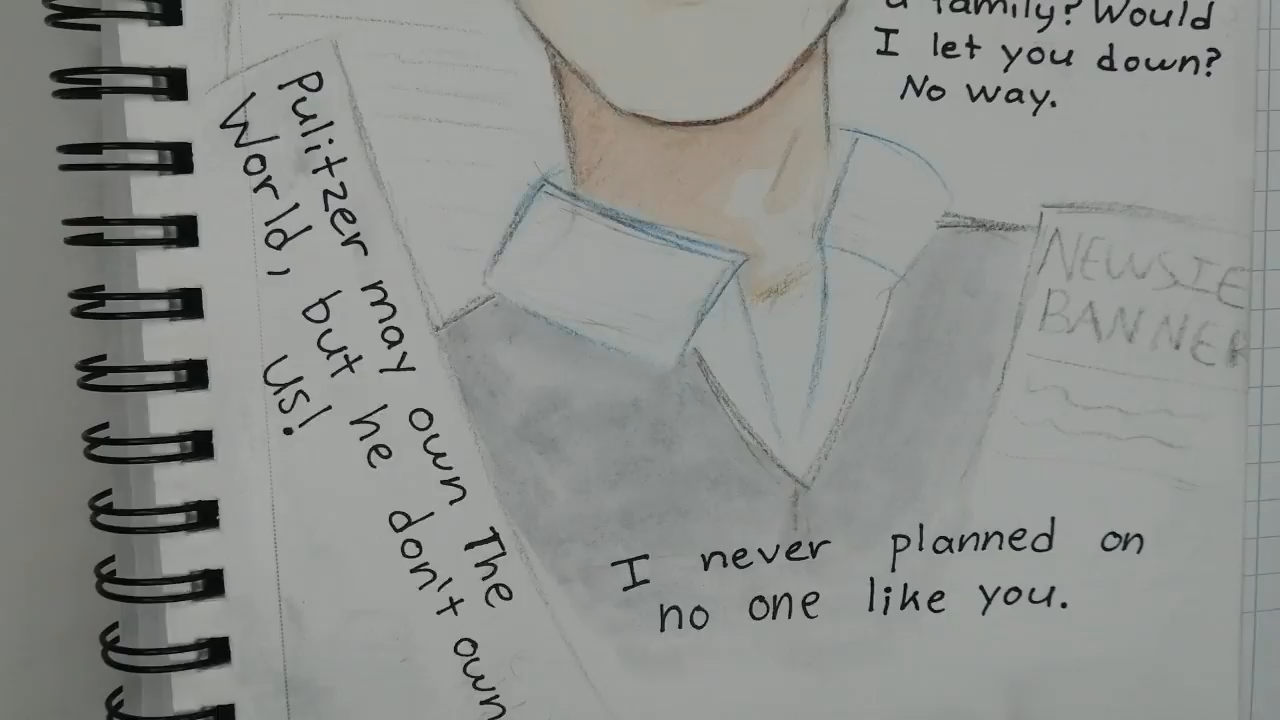 a family? Would
I let you down?
No way.
Pulitzer may own The
World, but he don't own
us!
NEWSIE
BANNER
I never planned on
no one like you.